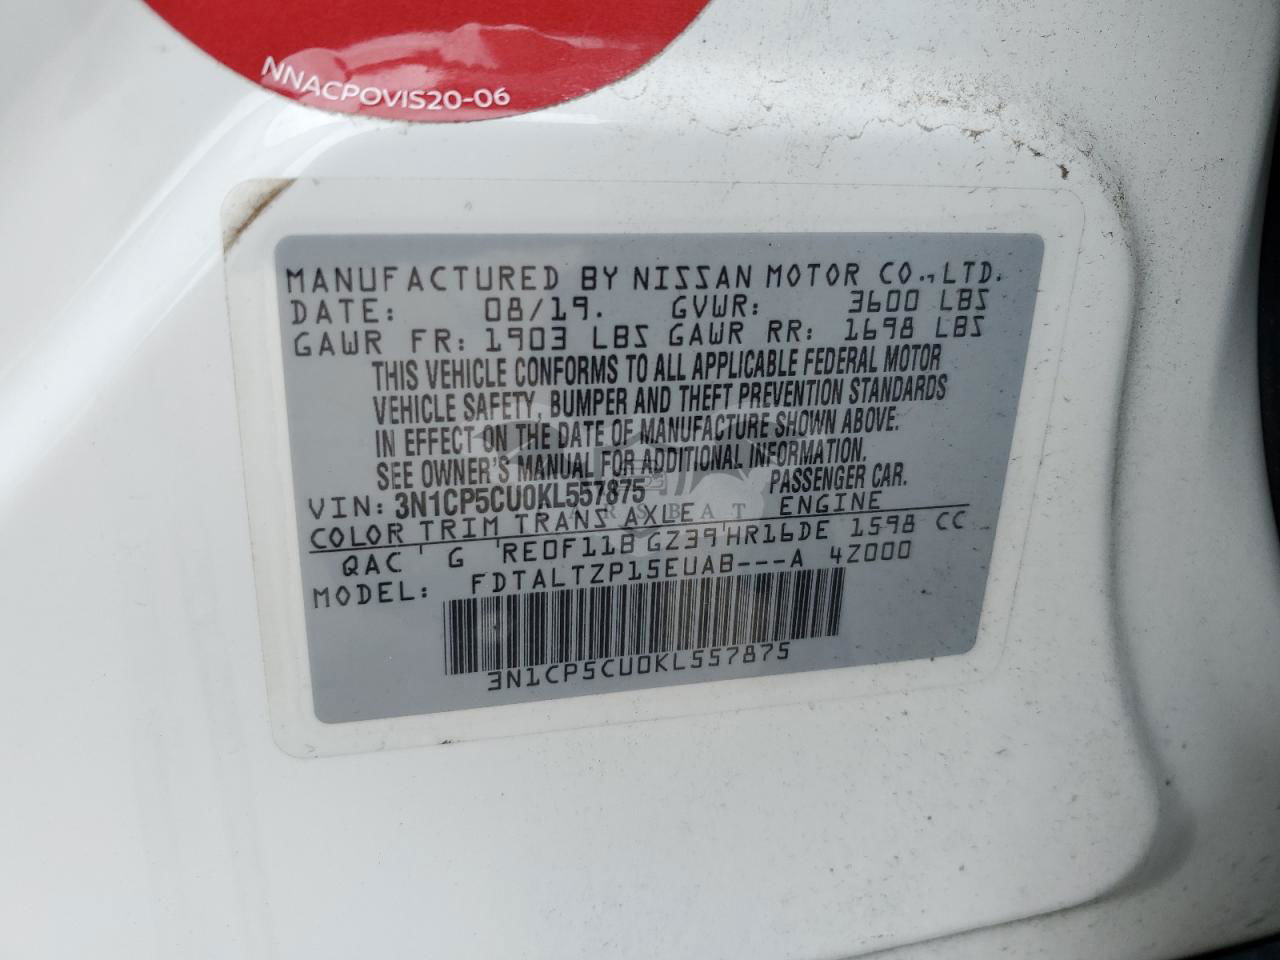 NNACPOVIS20-06
MANUFACTURED BY NISSAN MOTOR CO., LTD.
DATE: 08/19. GVWR: 3600 LBS
GAWR FR: 1903 LBS GAWR RR: 1698 LBS
THIS VEHICLE CONFORMS TO ALL APPLICABLE FEDERAL MOTOR
VEHICLE SAFETY, BUMPER AND THEFT PREVENTION STANDARDS
IN EFFECT ON THE DATE OF MANUFACTURE SHOWN ABOVE.
SEE OWNER'S MANUAL FOR ADDITIONAL INFORMATION.
VIN: 3N1CP5CU0KL557875 PASSENGER CAR.
COLOR TRIM TRANS AXLE ENGINE
QAC G RE0F11B GZ39 HR16DE 1598 CC
MODEL: FDTALTZP15EUAB---A 4Z000
3N1CP5CU0KL557875